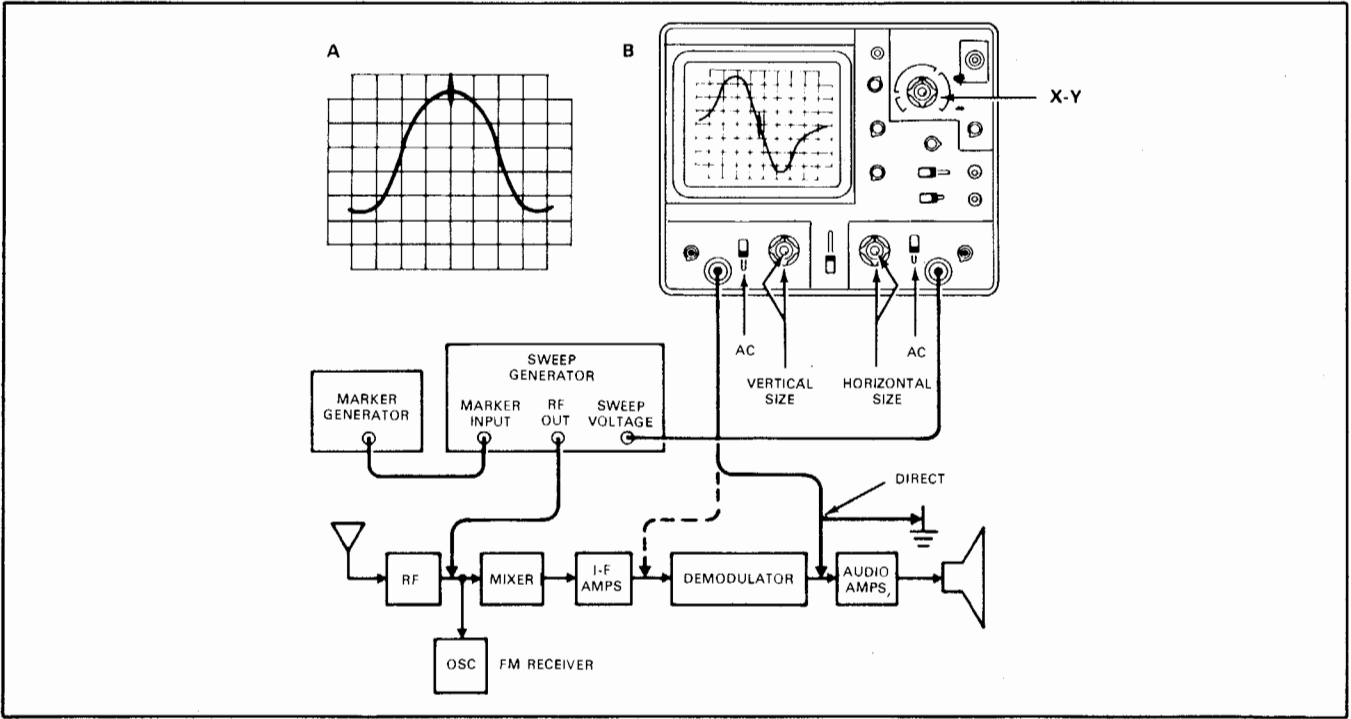 A
B
X-Y
AC
AC
VERTICAL
SIZE
HORIZONTAL
SIZE
SWEEP
GENERATOR
MARKER
INPUT
RF
OUT
SWEEP
VOLTAGE
MARKER
GENERATOR
DIRECT
RF
MIXER
I-F
AMPS
DEMODULATOR
AUDIO
AMPS,
OSC
FM RECEIVER